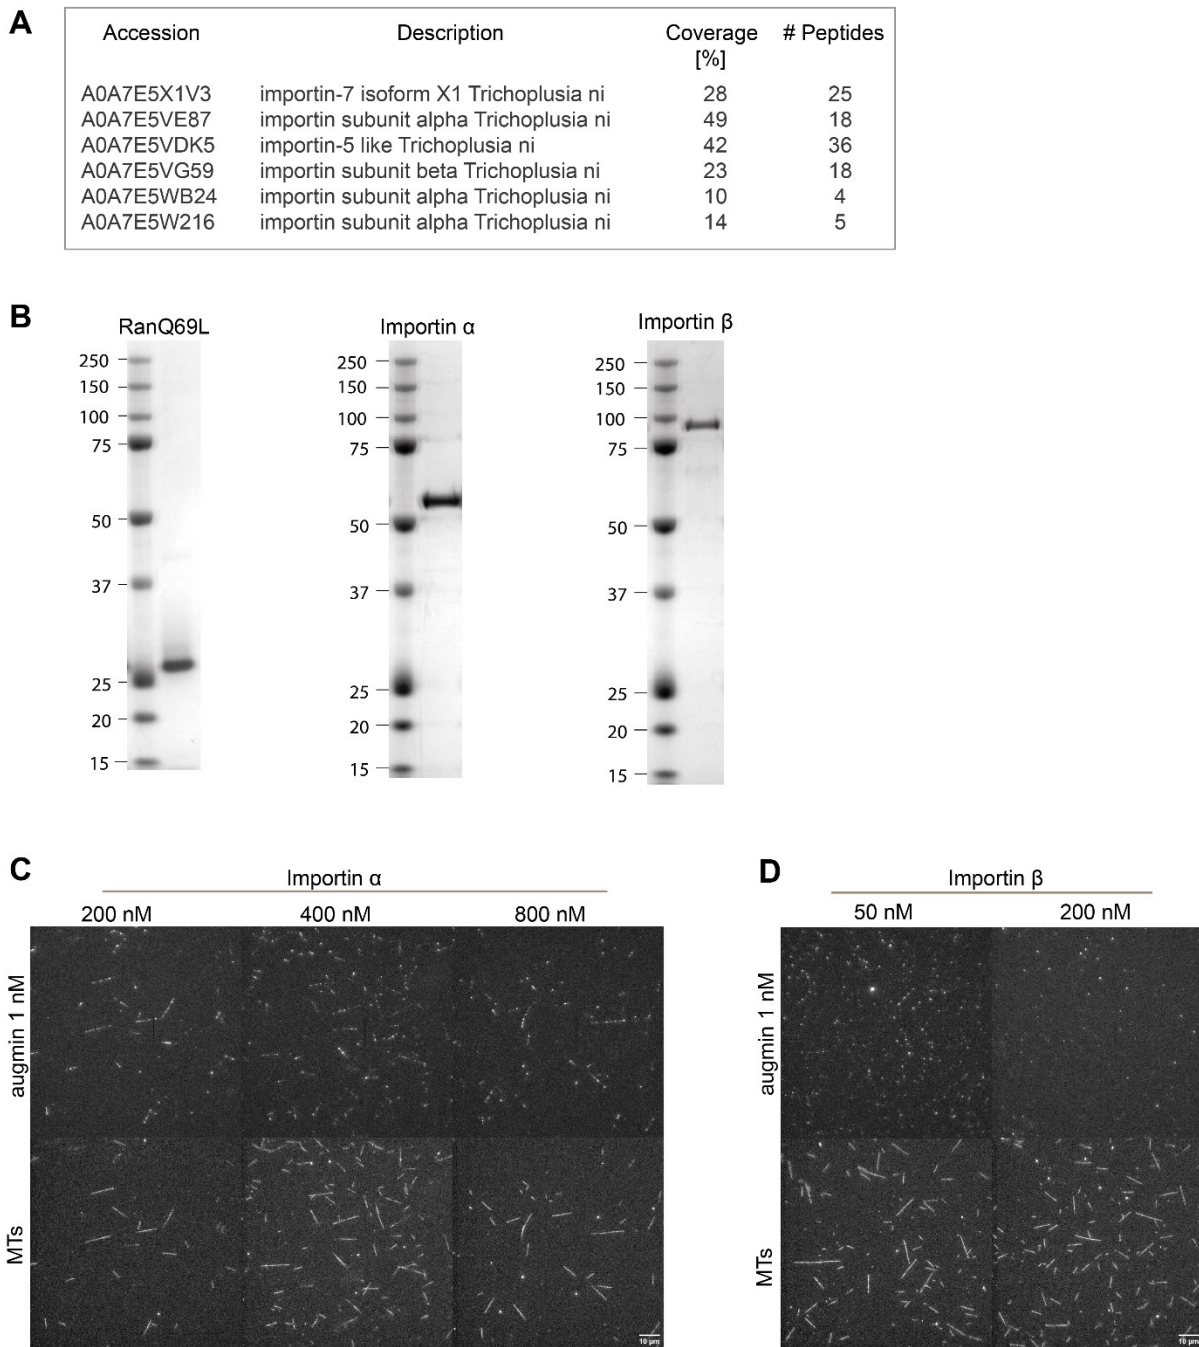 A
Accession Description Coverage # Peptides
[%]
A0A7E5X1V3 importin-7 isoform X1 Trichoplusia ni 28 25
A0A7E5VE87 importin subunit alpha Trichoplusia ni 49 18
A0A7E5VDK5 importin-5 like Trichoplusia ni 42 36
A0A7E5VG59 importin subunit beta Trichoplusia ni 23 18
A0A7E5WB24 importin subunit alpha Trichoplusia ni 10 4
A0A7E5W216 importin subunit alpha Trichoplusia ni 14 5
B
RanQ69L
250
150
100
75
50
37
25
20
15
Importin α
250
150
100
75
50
37
25
20
15
Importin β
250
150
100
75
50
37
25
20
15
C
Importin α
200 nM 400 nM 800 nM
augmin 1 nM
MTs
10 µm
D
Importin β
50 nM 200 nM
augmin 1 nM
MTs
10 µm